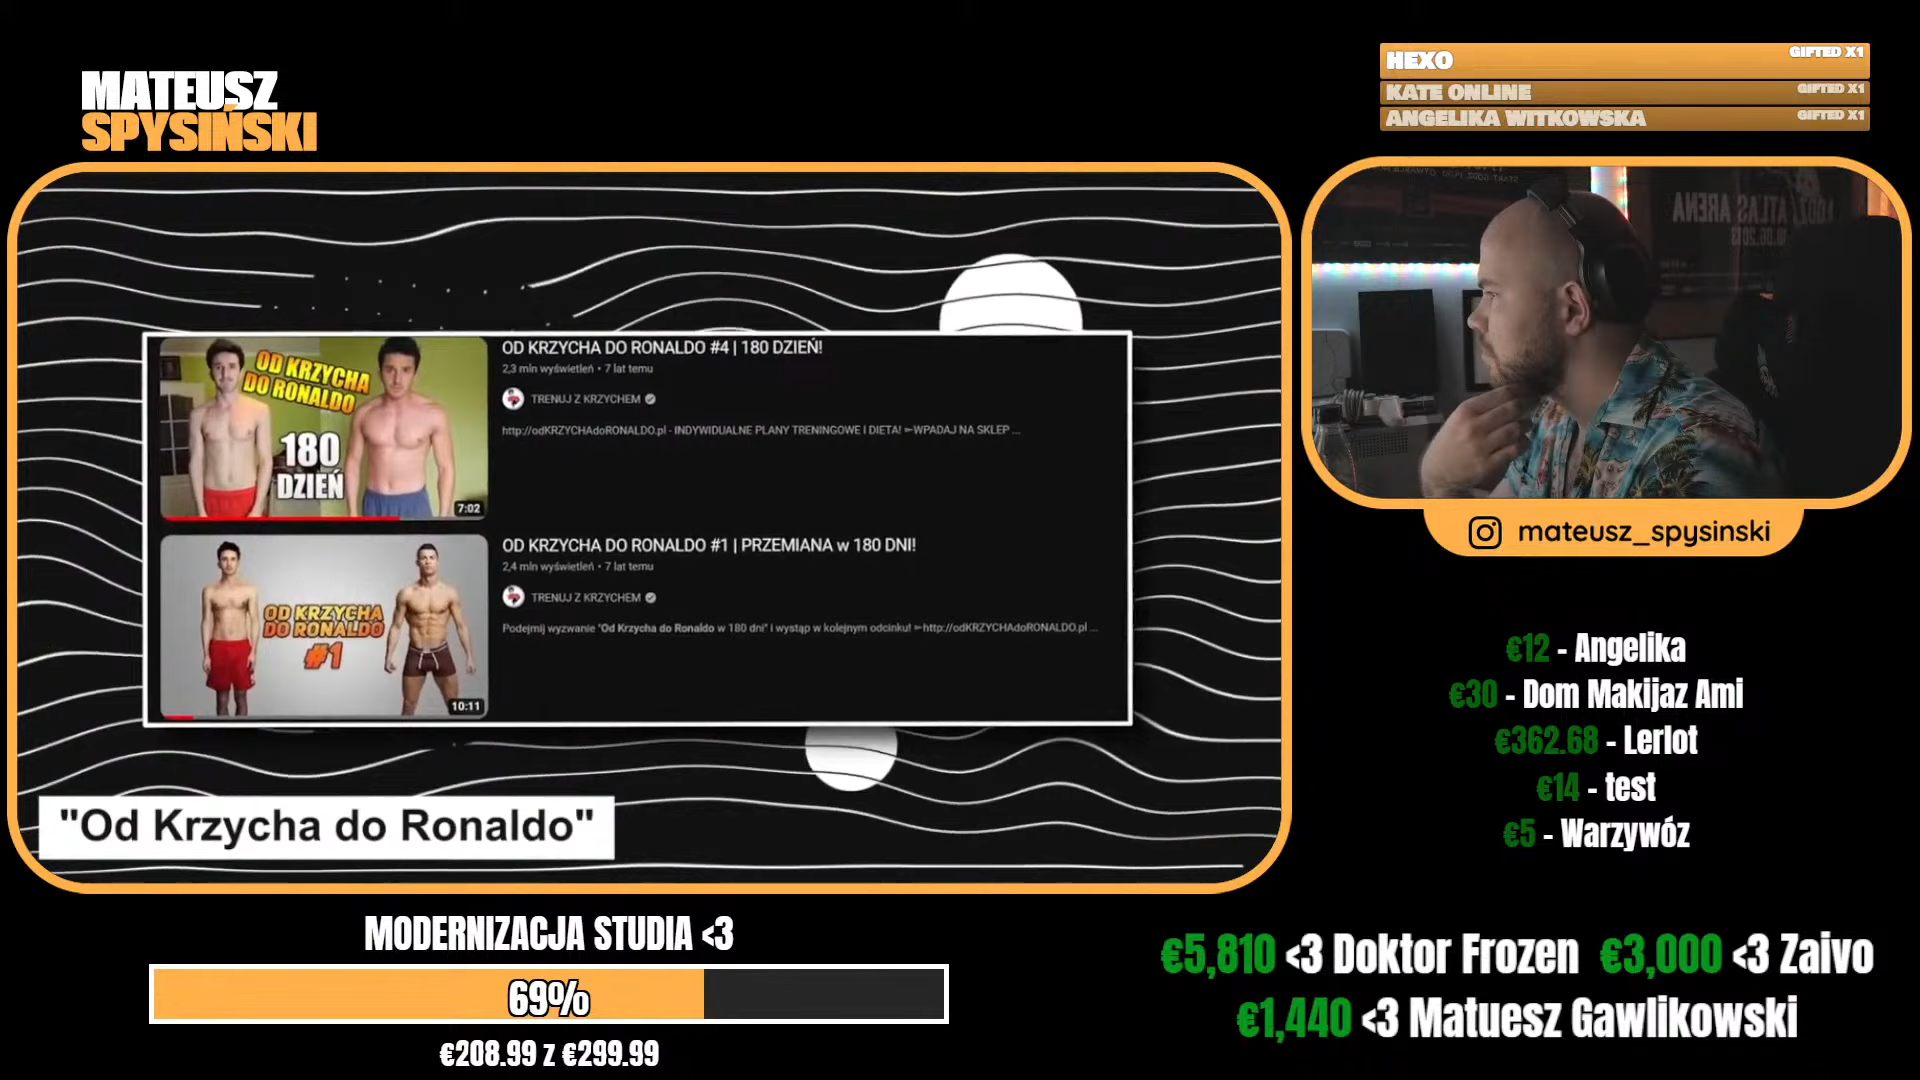 MATEUSZ
SPYSIŃSKI
HEXO GIFTED X1
KATE ONLINE GIFTED X1
ANGELIKA WITKOWSKA GIFTED X1
OD KRZYCHA
DO RONALDO
180
DZIEŃ
7:02
OD KRZYCHA DO RONALDO #4 | 180 DZIEŃ!
2,3 mln wyświetleń • 7 lat temu
TRENUJ Z KRZYCHEM
http://odKRZYCHAdoRONALDO.pl - INDYWIDUALNE PLANY TRENINGOWE I DIETA! ►WPADAJ NA SKLEP ...
OD KRZYCHA
DO RONALDO
#1
10:11
OD KRZYCHA DO RONALDO #1 | PRZEMIANA w 180 DNI!
2,4 mln wyświetleń • 7 lat temu
TRENUJ Z KRZYCHEM
Podejmij wyzwanie "Od Krzycha do Ronaldo w 180 dni" i wystąp w kolejnym odcinku! ►http://odKRZYCHAdoRONALDO.pl ...
"Od Krzycha do Ronaldo"
ATLAS ARENA
mateusz_spysinski
€12 - Angelika
€30 - Dom Makijaz Ami
€362.68 - Lerlot
€14 - test
€5 - Warzywóz
MODERNIZACJA STUDIA <3
69%
€208.99 z €299.99
€5,810 <3 Doktor Frozen €3,000 <3 Zaivo
€1,440 <3 Matuesz Gawlikowski